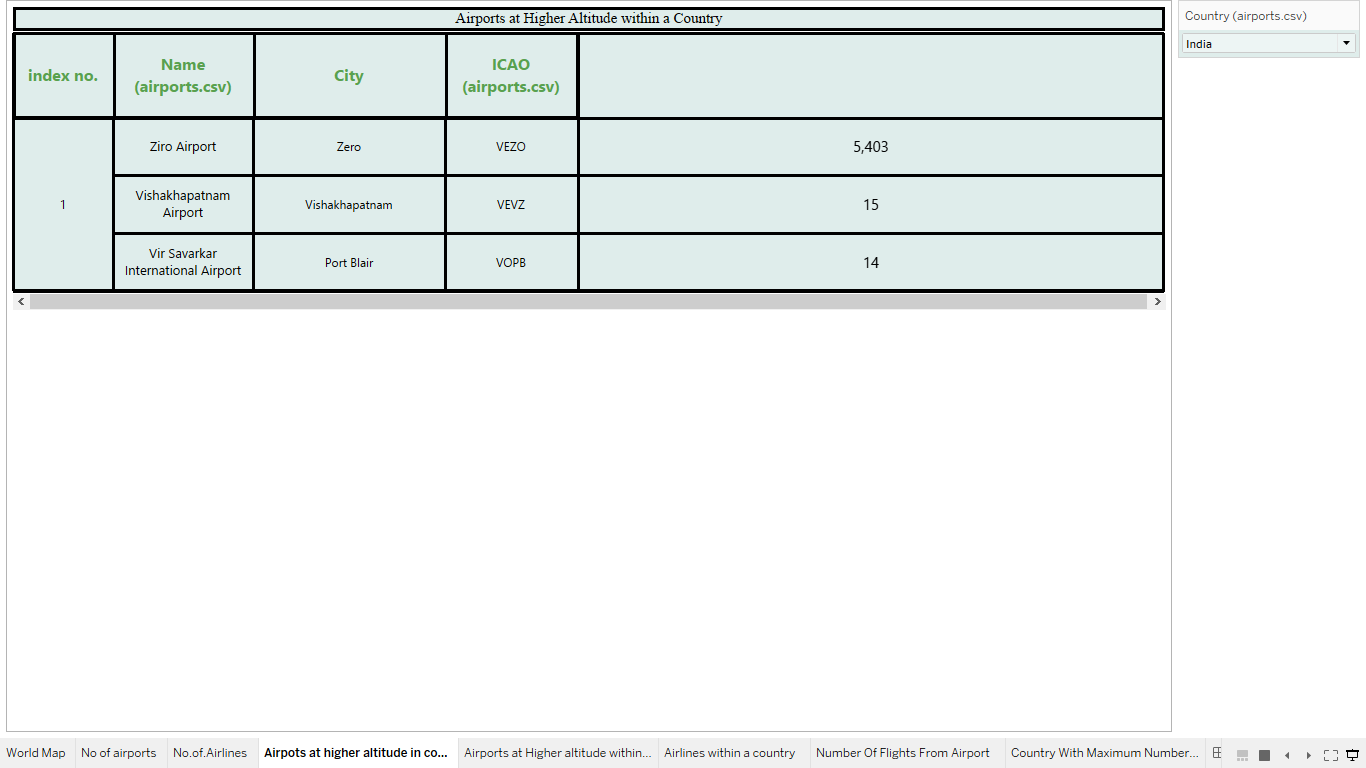 Airports at Higher Altitude within a Country
Country (airports.csv)
India
index no.
Name
(airports.csv)
City
ICAO
(airports.csv)
1
Ziro Airport
Zero
VEZO
5,403
Vishakhapatnam
Airport
Vishakhapatnam
VEVZ
15
Vir Savarkar
International Airport
Port Blair
VOPB
14
World Map
No of airports
No.of.Airlines
Airpots at higher altitude in co...
Airports at Higher altitude within...
Airlines within a country
Number Of Flights From Airport
Country With Maximum Number...